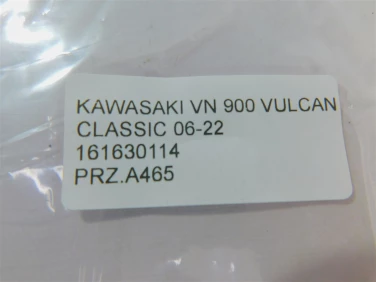 KAWASAKI VN 900 VULCAN
CLASSIC 06-22
161630114
PRZ.A465